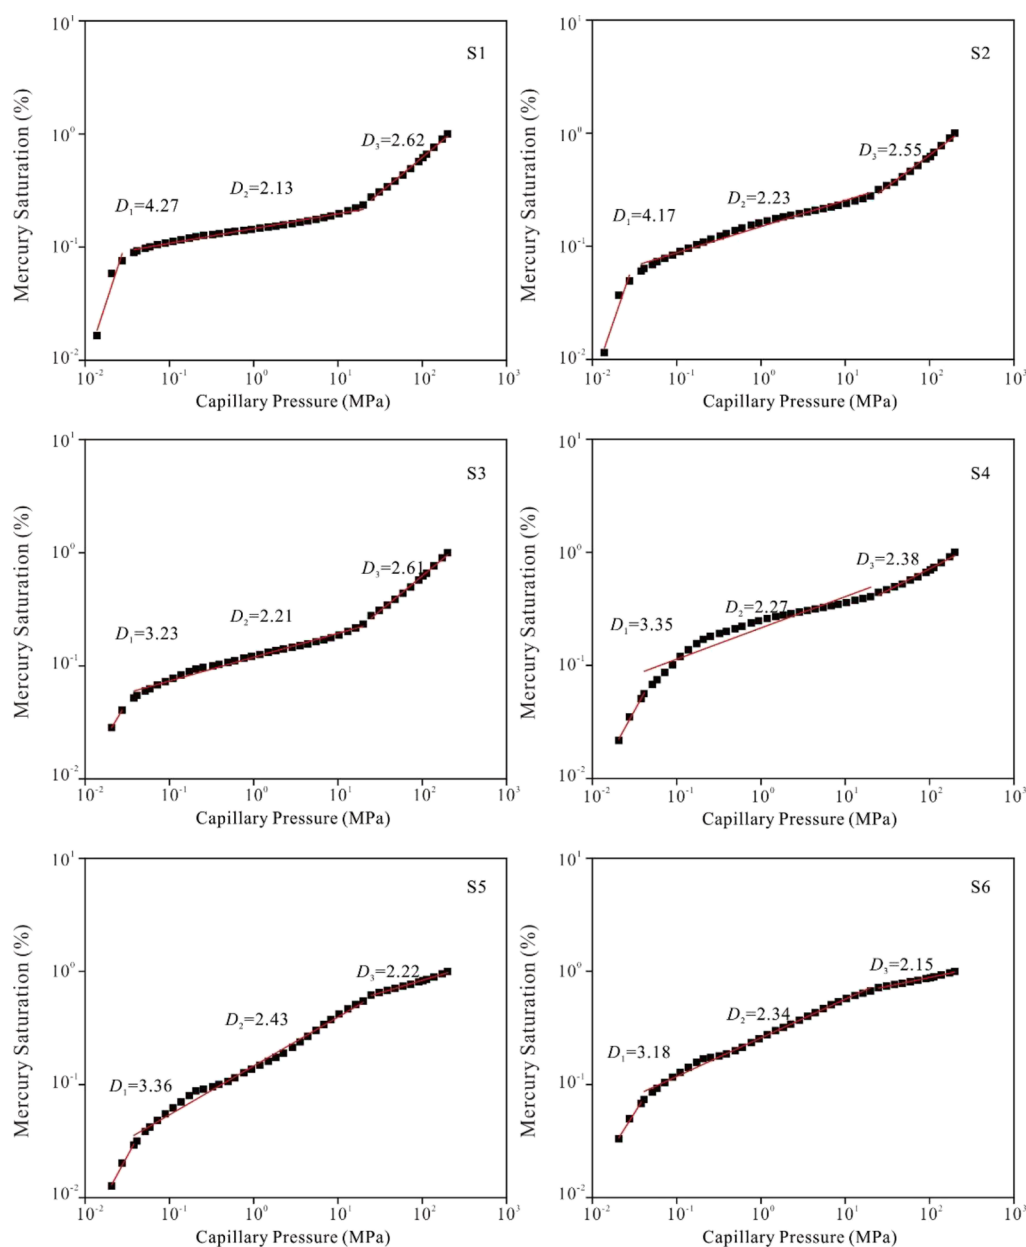 10¹
10⁰
10⁻¹
10⁻²
Mercury Saturation (%)
S1
D₁=4.27
D₂=2.13
D₃=2.62
10⁻² 10⁻¹ 10⁰ 10¹ 10² 10³
Capillary Pressure (MPa)
10¹
10⁰
10⁻¹
10⁻²
Mercury Saturation (%)
S2
D₁=4.17
D₂=2.23
D₃=2.55
10⁻² 10⁻¹ 10⁰ 10¹ 10² 10³
Capillary Pressure (MPa)
10¹
10⁰
10⁻¹
10⁻²
Mercury Saturation (%)
S3
D₁=3.23
D₂=2.21
D₃=2.61
10⁻² 10⁻¹ 10⁰ 10¹ 10² 10³
Capillary Pressure (MPa)
10¹
10⁰
10⁻¹
10⁻²
Mercury Saturation (%)
S4
D₁=3.35
D₂=2.27
D₃=2.38
10⁻² 10⁻¹ 10⁰ 10¹ 10² 10³
Capillary Pressure (MPa)
10¹
10⁰
10⁻¹
10⁻²
Mercury Saturation (%)
S5
D₁=3.36
D₂=2.43
D₃=2.22
10⁻² 10⁻¹ 10⁰ 10¹ 10² 10³
Capillary Pressure (MPa)
10¹
10⁰
10⁻¹
10⁻²
Mercury Saturation (%)
S6
D₁=3.18
D₂=2.34
D₃=2.15
10⁻² 10⁻¹ 10⁰ 10¹ 10² 10³
Capillary Pressure (MPa)